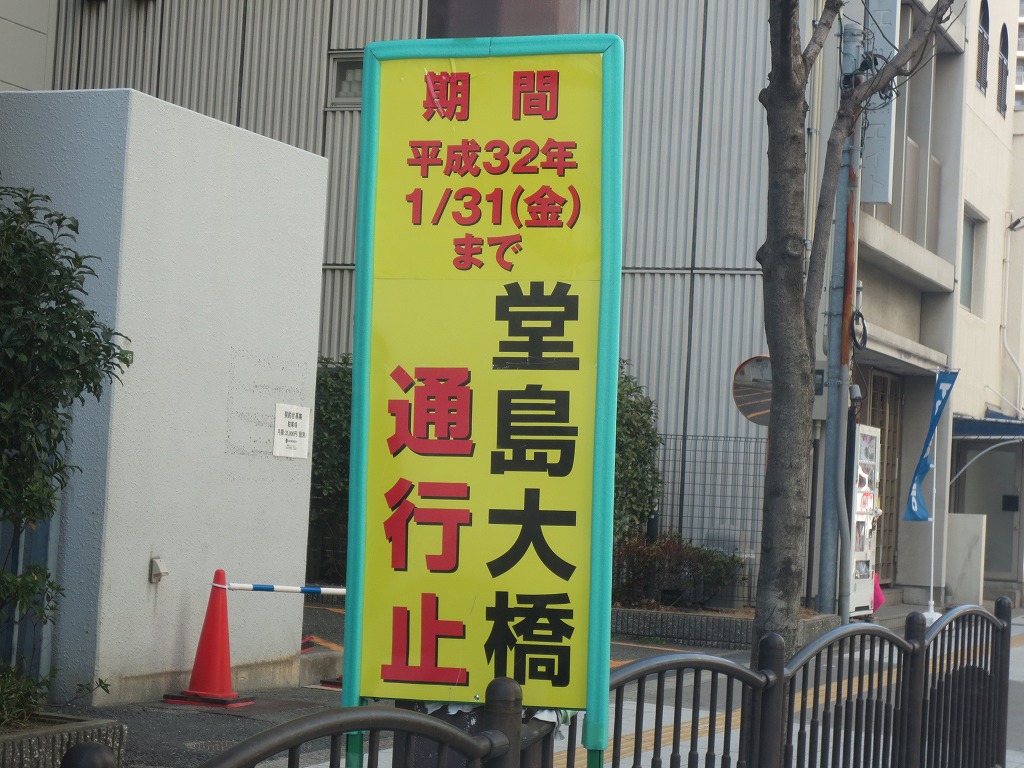 期間
平成32年
1/31(金)
まで
堂島大橋
通行止